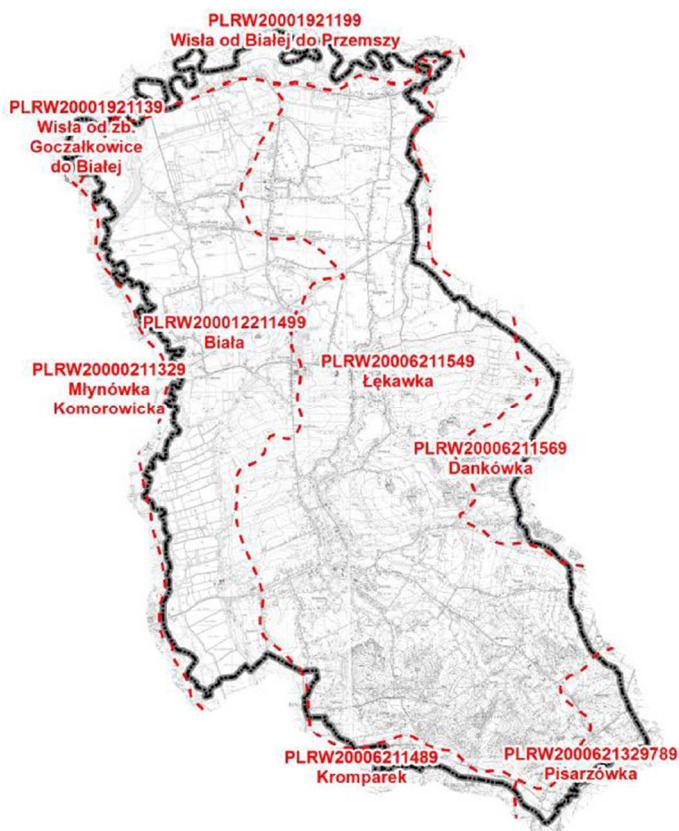 PLRW20001921199
Wisła od Białej do Przemszy
PLRW20001921139
Wisła od zb.
Goczałkowice
do Białej
PLRW200012211499
Biała
PLRW20006211549
Łękawka
PLRW20000211329
Młynówka
Komorowicka
PLRW20006211569
Dankówka
PLRW20006211489
Kromparek
PLRW2000621329789
Pisarzówka